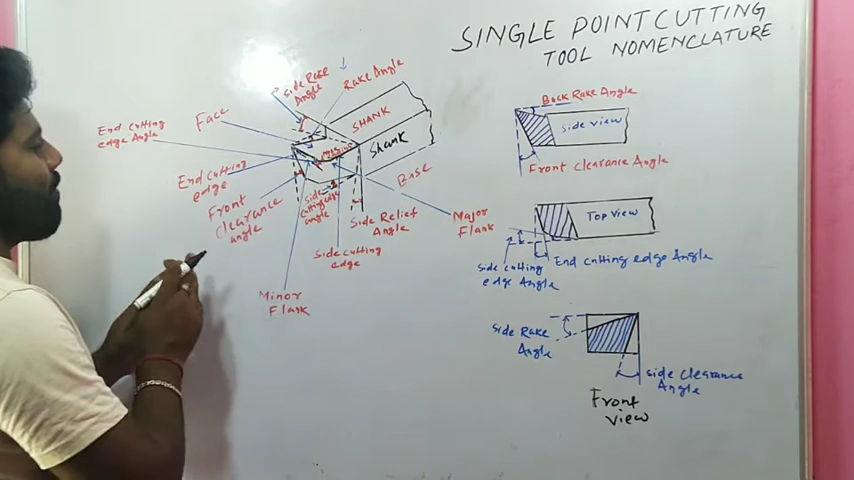 SINGLE POINT CUTTING
TOOL NOMENCLATURE
side Rake
Angle
Rake Angle
Face
End cutting
edge Angle
SHANK
Shank
End cutting
edge
Front
Clearance
angle
side
cutting edge
angle
Base
Side Relief
Angle
Major
Flank
Side cutting
edge
Minor
Flank
Back Rake Angle
Side view
Front Clearance Angle
Top view
End cutting edge Angle
side cutting
edge Angle
Side Rake
Angle
side clearance
Angle
Front
view